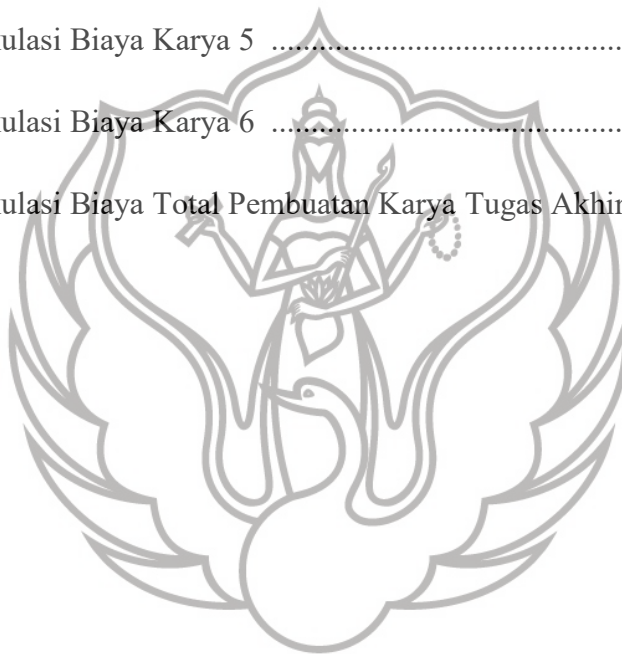 ulasi Biaya Karya 5 ........................................
ulasi Biaya Karya 6 ........................................
ulasi Biaya Total Pembuatan Karya Tugas Akhir